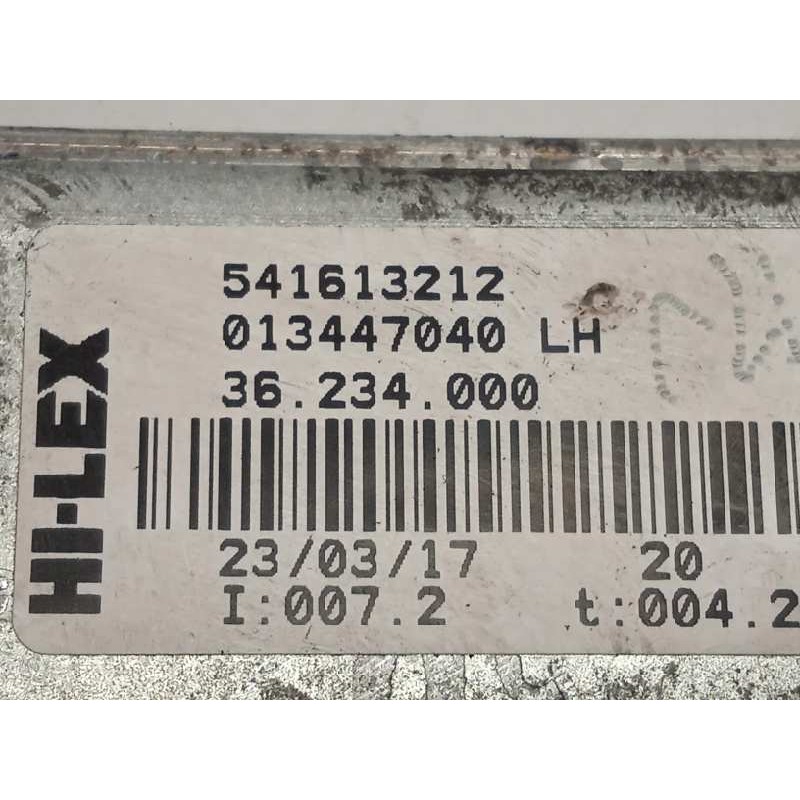 HI-LEX
541613212
013447040 LH
36.234.000
23/03/17 20
I:007.2 t:004.2